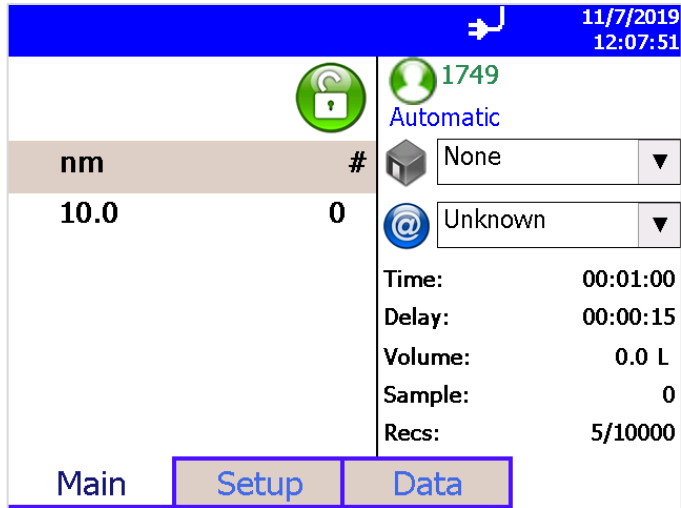 11/7/2019
12:07:51
1749
Automatic
nm #
10.0 0
None
Unknown
Time: 00:01:00
Delay: 00:00:15
Volume: 0.0 L
Sample: 0
Recs: 5/10000
Main Setup Data